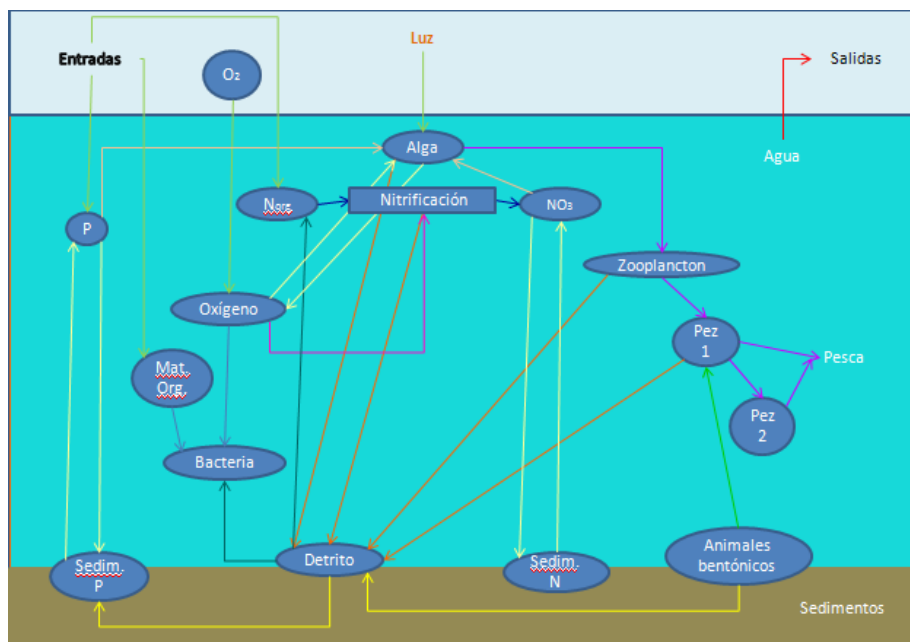 Luz
Entradas
Salidas
O₂
Alga
Agua
Norg.
Nitrificación
NO₃
P
Zooplancton
Oxígeno
Pez
1
Pesca
Mat.
Org.
Pez
2
Bacteria
Detrito
Animales
bentónicos
Sedim.
P
Sedim.
N
Sedimentos